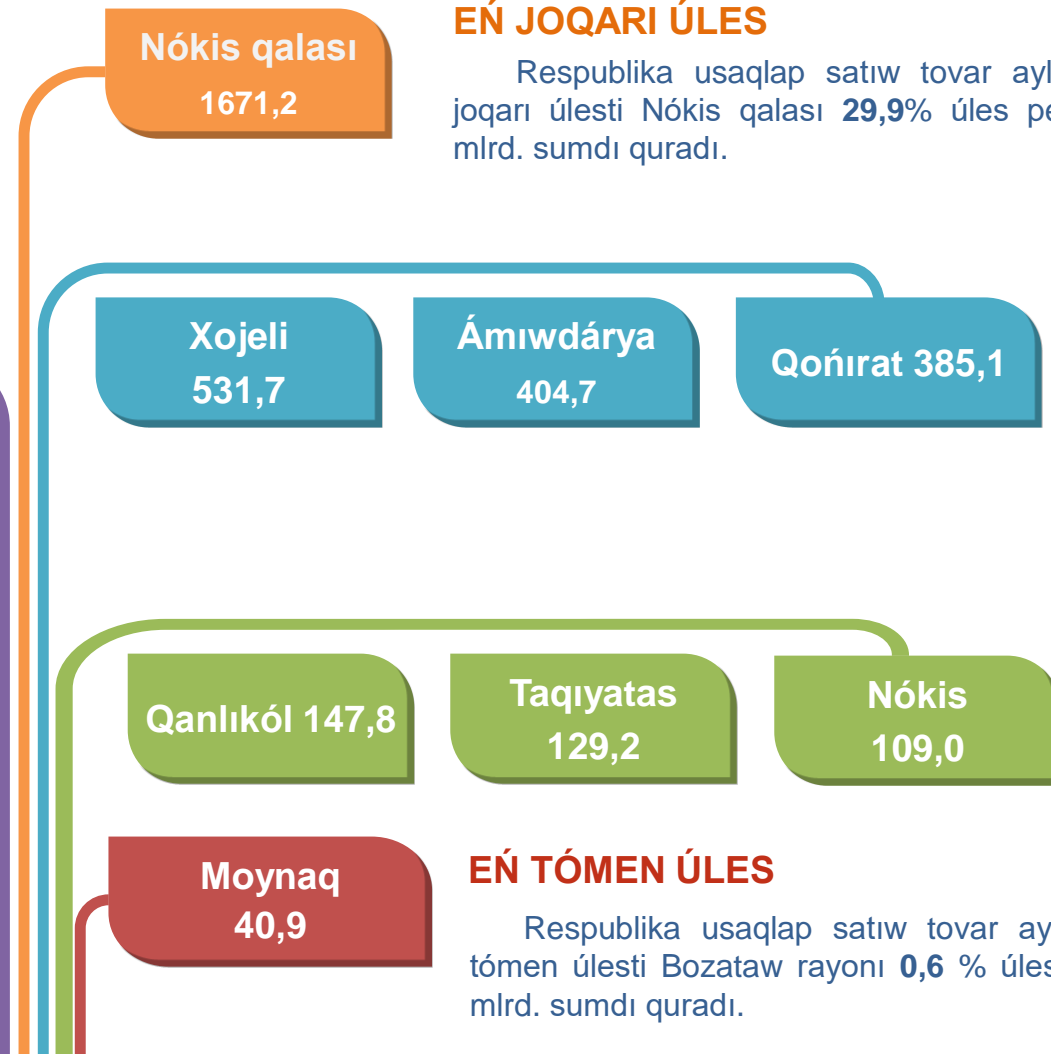 Nókis qalası
1671,2
EŃ JOQARI ÚLES
Respublika usaqlap satıw tovar
joqarı úlesti Nókis qalası 29,9% úles
mlrd. sumdı quradı.
Xojeli
531,7
Ámıwdárya
404,7
Qońırat 385,1
Qanlıkól 147,8
Taqıyatas
129,2
Nókis
109,0
Moynaq
40,9
EŃ TÓMEN ÚLES
Respublika usaqlap satıw tovar
tómen úlesti Bozataw rayonı 0,6 % úles
mlrd. sumdı quradı.